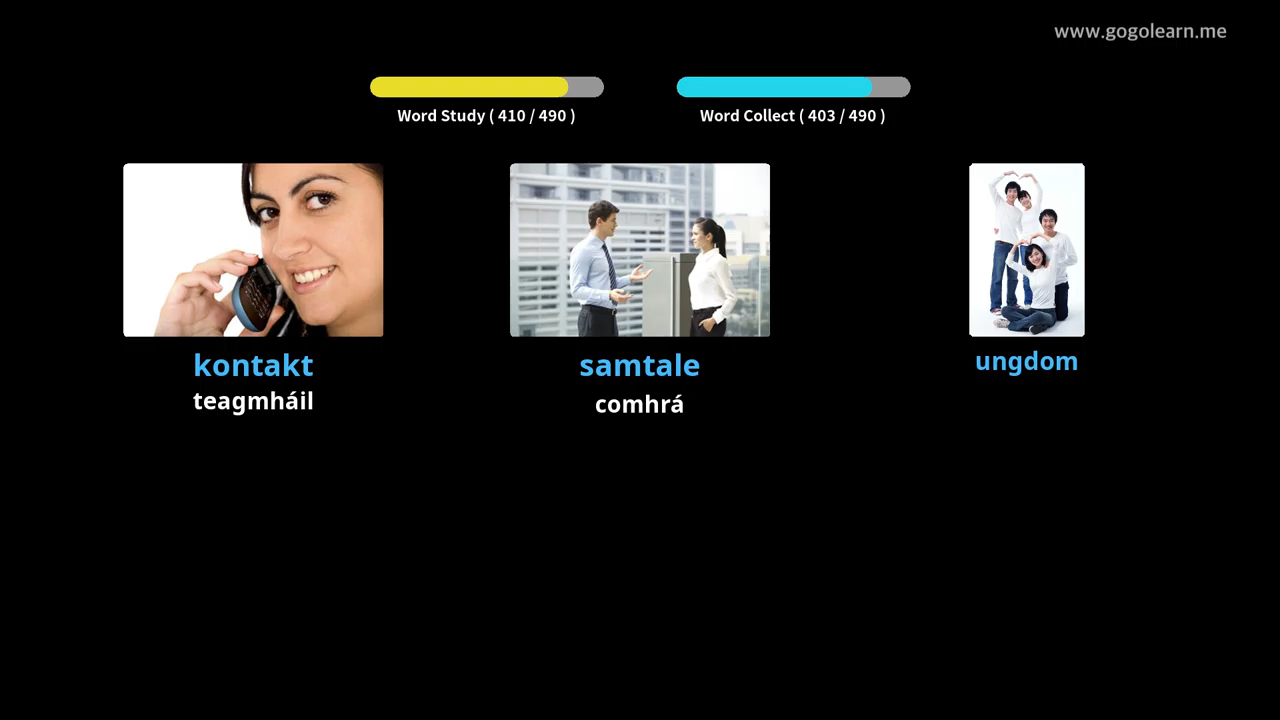 www.gogolearn.me
Word Study ( 410 / 490 )
Word Collect ( 403 / 490 )
kontakt
teagmháil
samtale
comhrá
ungdom